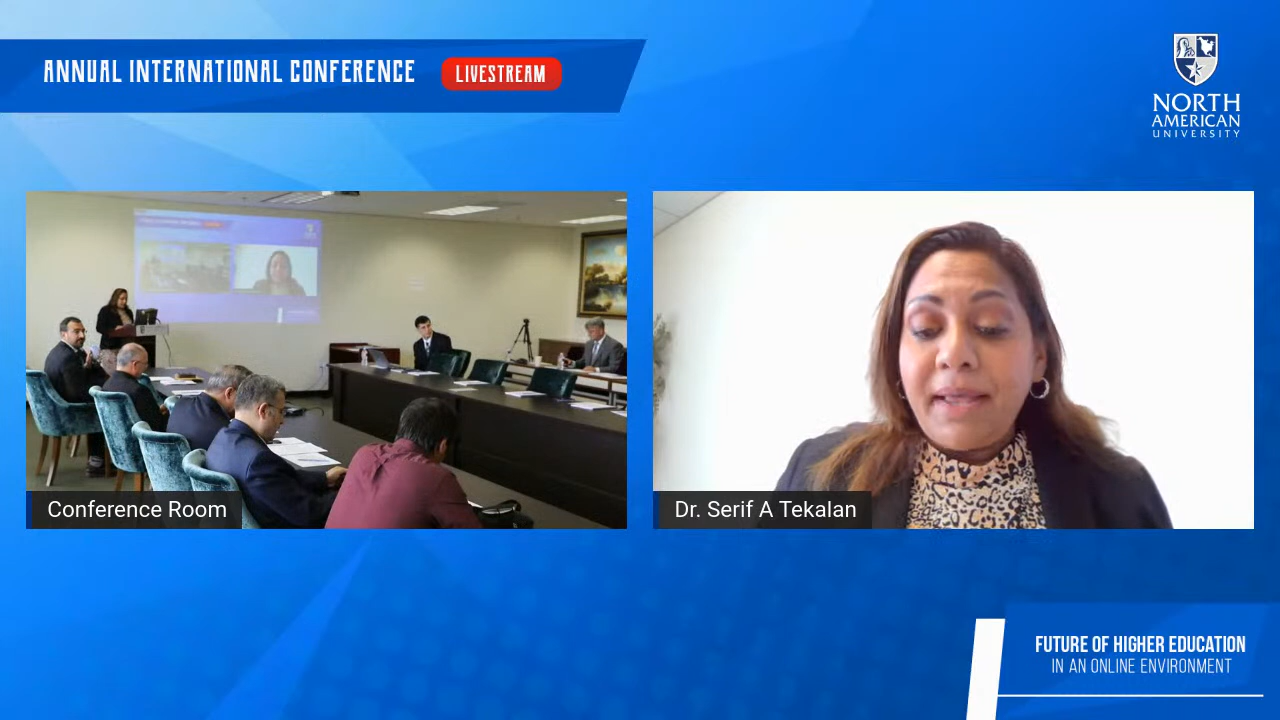 ANNUAL INTERNATIONAL CONFERENCE
LIVESTREAM
NORTH
AMERICAN
UNIVERSITY
Conference Room
Dr. Serif A Tekalan
FUTURE OF HIGHER EDUCATION
IN AN ONLINE ENVIRONMENT